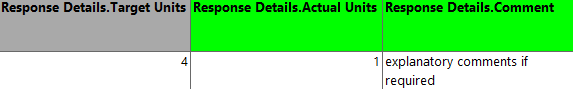 Response Details.Target Units Response Details.Actual Units Response Details.Comment
4 1 explanatory comments if
required